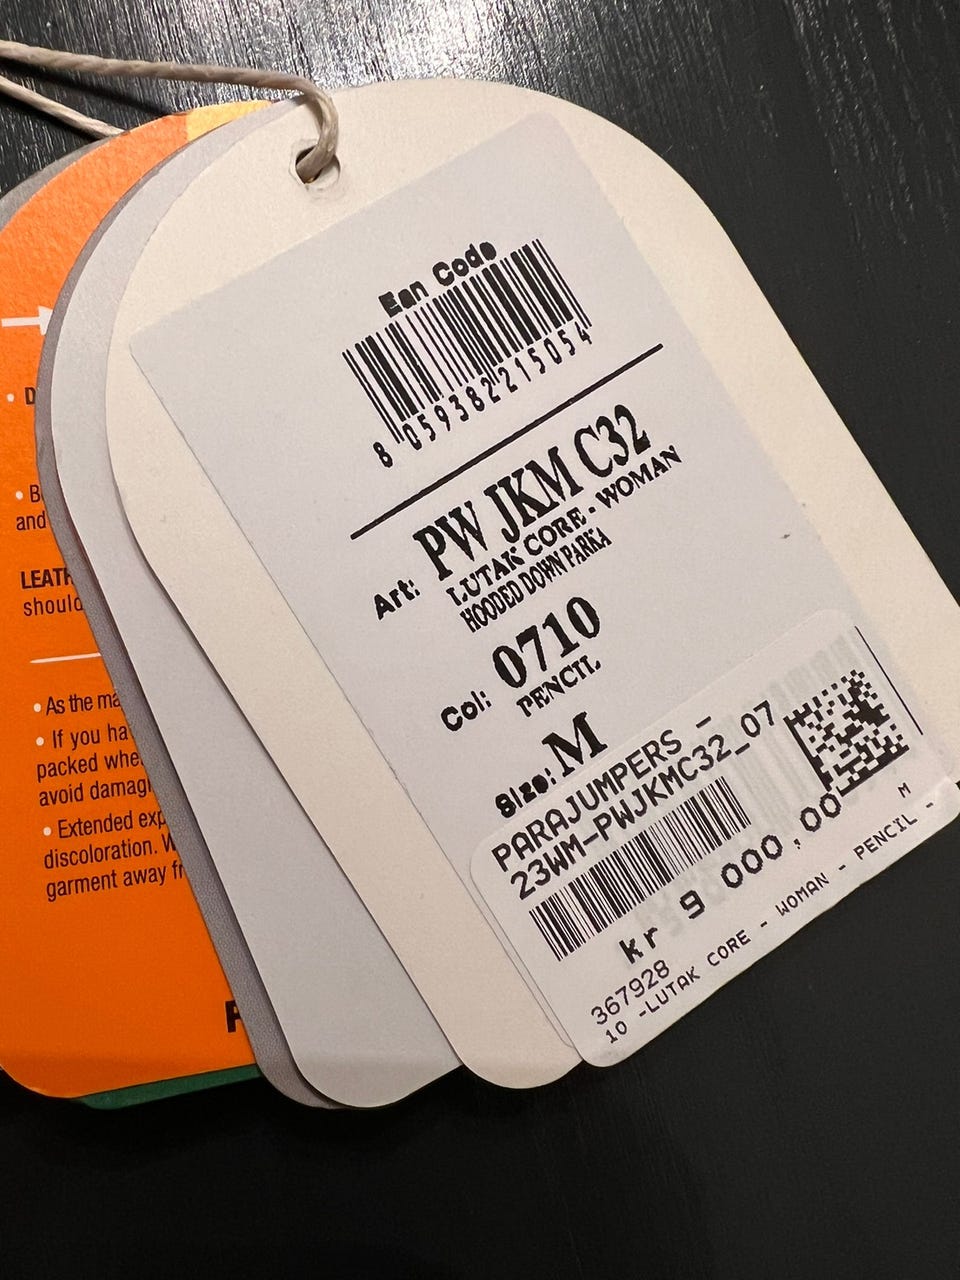 Ean Code
8 059382 215054
Art: PW JKM C32
LUTAK CORE - WOMAN
HOODED DOWN PARKA
Col: 0710
PENCIL
Size: M
PARAJUMPERS -
23WM-PWJKMC32_07
kr 9 000,00
M
367928
10 -LUTAK CORE - WOMAN - PENCIL -
• D
• B
and
LEATH
should
• As the ma
• If you ha
packed whe
avoid damag
• Extended exp
discoloration. W
garment away fr
P